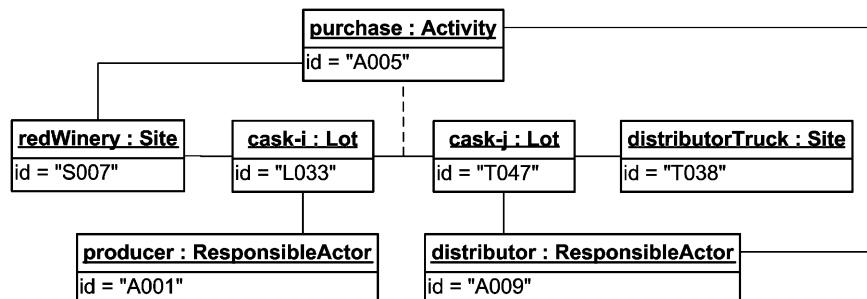 purchase : Activity
id = "A005"
redWinery : Site
id = "S007"
cask-i : Lot
id = "L033"
cask-j : Lot
id = "T047"
distributorTruck : Site
id = "T038"
producer : ResponsibleActor
id = "A001"
distributor : ResponsibleActor
id = "A009"